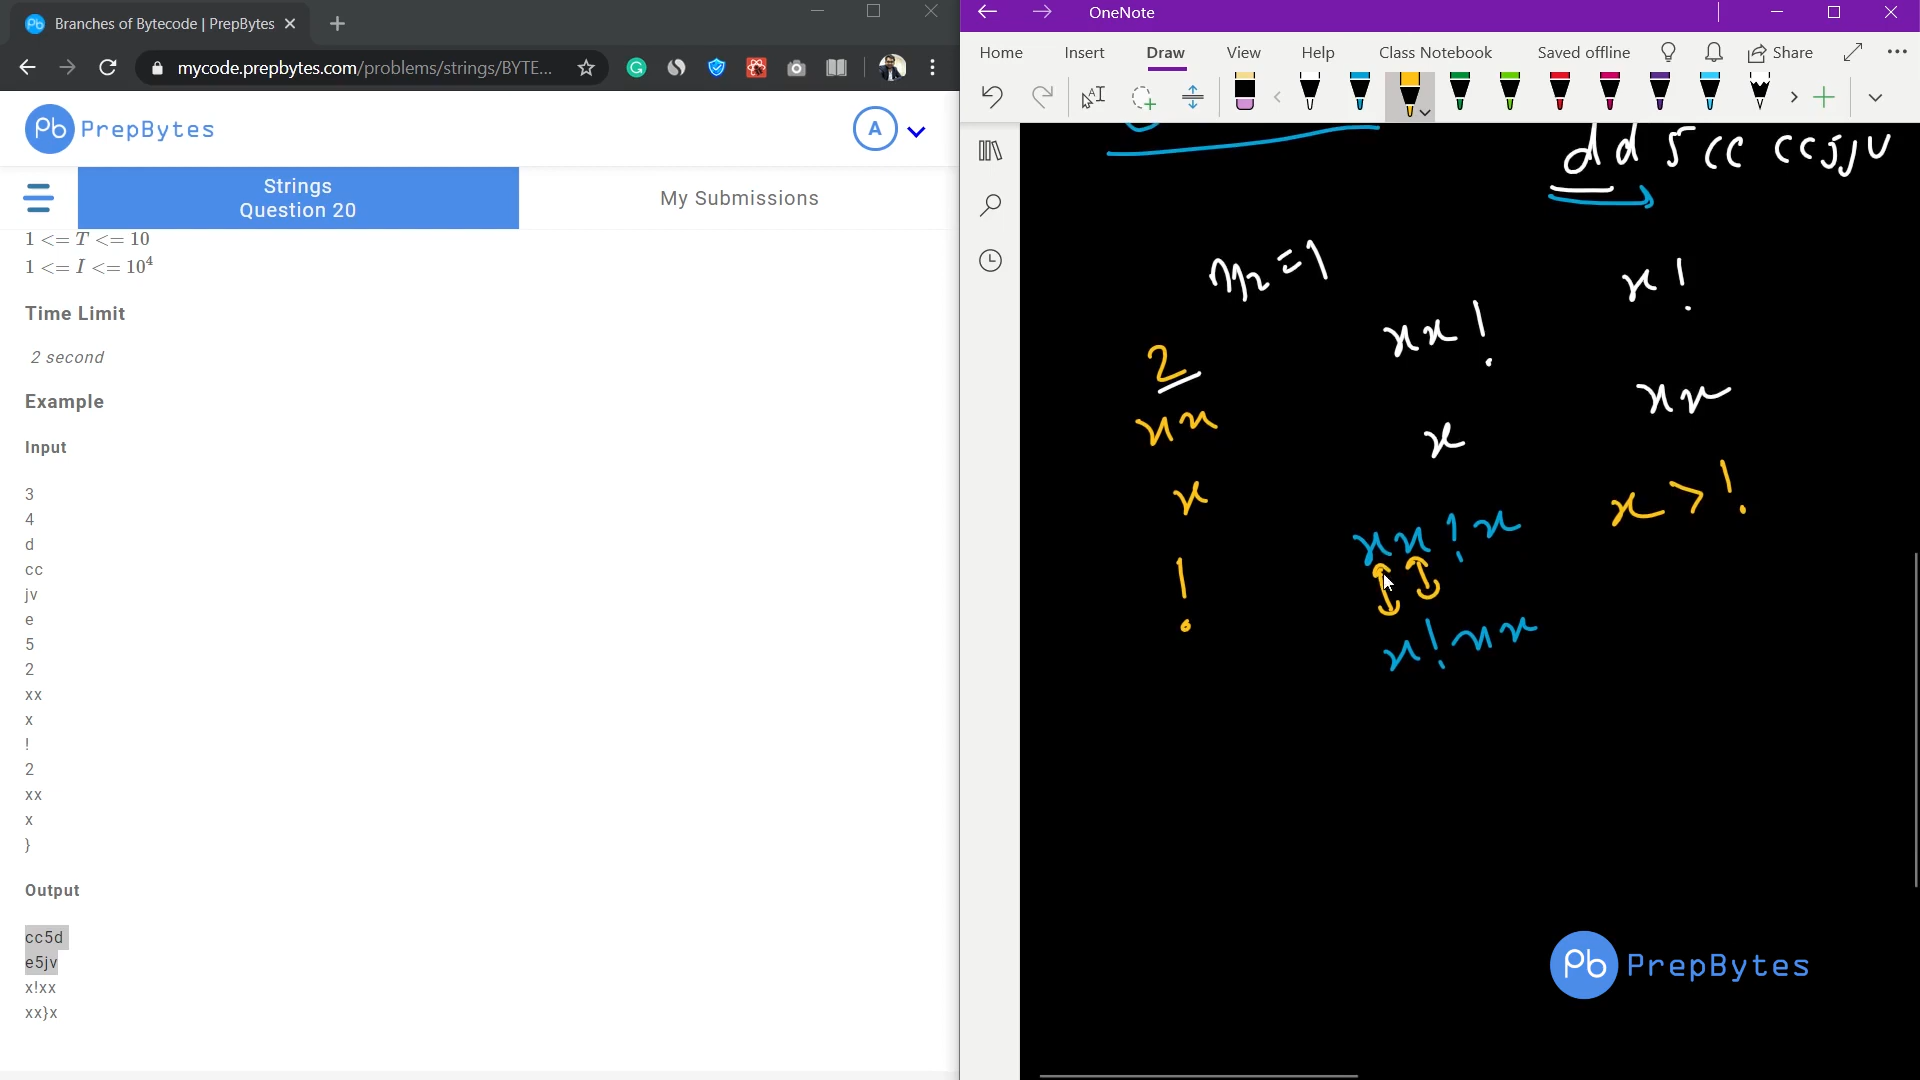 Branches of Bytecode | PrepBytes
mycode.prepbytes.com/problems/strings/BYTE...
Pb PrepBytes
A
Strings
Question 20
My Submissions
1 <= T <= 10
1 <= I <= 10⁴
Time Limit
2 second
Example
Input
3
4
d
cc
jv
e
5
2
xx
x
!
2
xx
x
}
Output
cc5d
e5jv
x!xx
xx}x
OneNote
Home
Insert
Draw
View
Help
Class Notebook
Saved offline
Share
d d 5 cc cc5jv
n2 = 1
xx!
x!
2
xx
x
xx
x
!
xx!x
x > !
x!xx
Pb PrepBytes